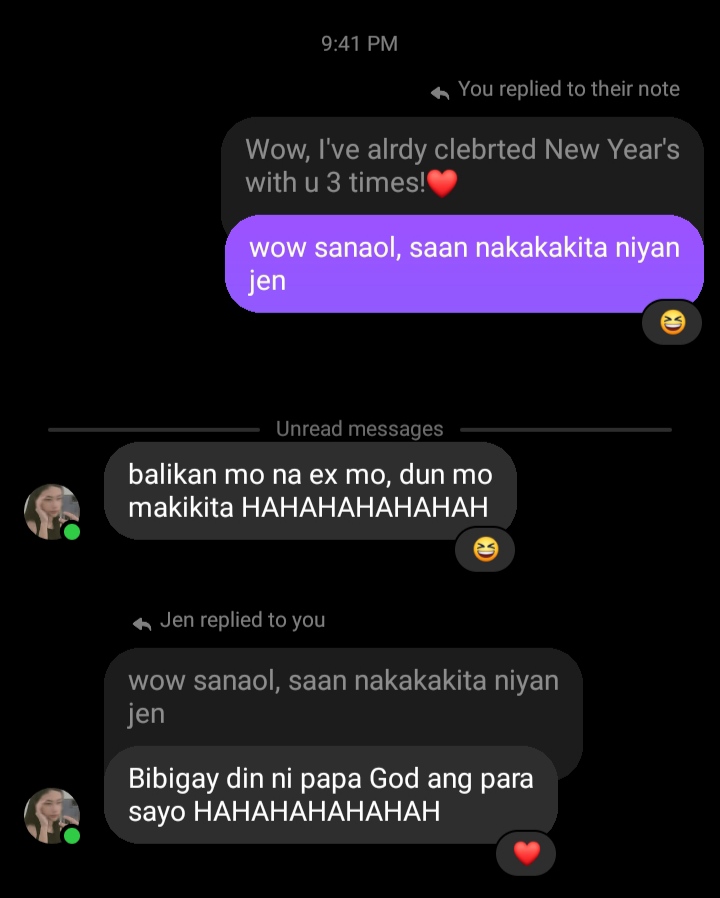 9:41 PM
You replied to their note
Wow, I've alrdy clebrted New Year's
with u 3 times!❤️
wow sanaol, saan nakakakita niyan
jen
😆
Unread messages
balikan mo na ex mo, dun mo
makikita HAHAHAHAHAHAH
😆
Jen replied to you
wow sanaol, saan nakakakita niyan
jen
Bibigay din ni papa God ang para
sayo HAHAHAHAHAHAH
❤️